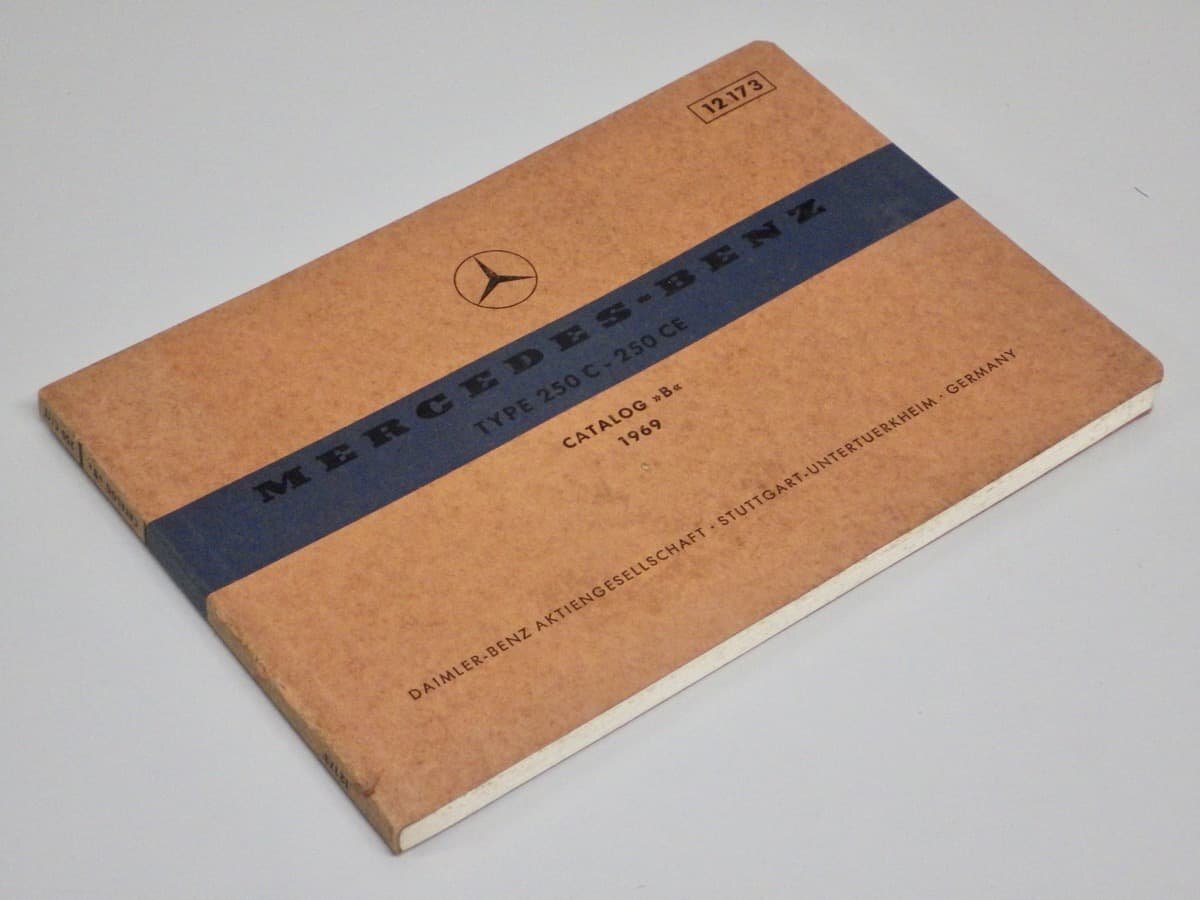 12 173
MERCEDES-BENZ
TYPE 250 C - 250 CE
CATALOG »B«
1969
DAIMLER-BENZ AKTIENGESELLSCHAFT · STUTTGART-UNTERTUERKHEIM · GERMANY